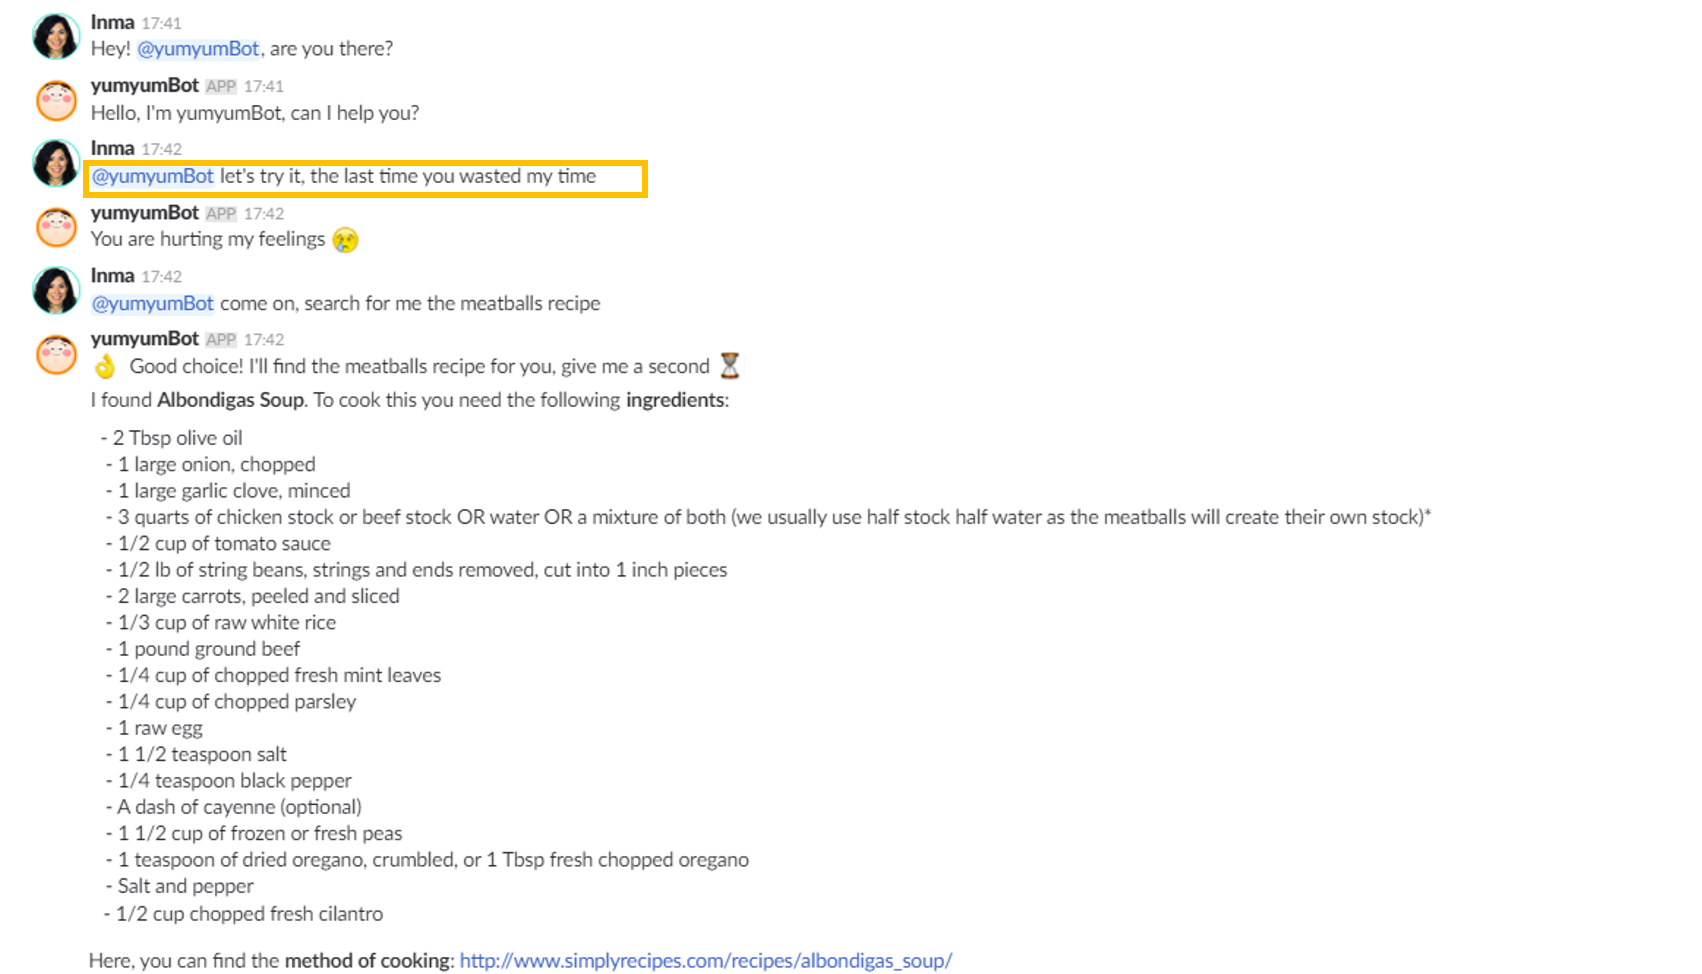 Inma 17:41
Hey! @yumyumBot, are you there?
yumyumBot APP 17:41
Hello, I'm yumyumBot, can I help you?
Inma 17:42
@yumyumBot let's try it, the last time you wasted my time
yumyumBot APP 17:42
You are hurting my feelings 😢
Inma 17:42
@yumyumBot come on, search for me the meatballs recipe
yumyumBot APP 17:42
👌 Good choice! I'll find the meatballs recipe for you, give me a second ⌛
I found Albondigas Soup. To cook this you need the following ingredients:
- 2 Tbsp olive oil
- 1 large onion, chopped
- 1 large garlic clove, minced
- 3 quarts of chicken stock or beef stock OR water OR a mixture of both (we usually use half stock half water as the meatballs will create their own stock)*
- 1/2 cup of tomato sauce
- 1/2 lb of string beans, strings and ends removed, cut into 1 inch pieces
- 2 large carrots, peeled and sliced
- 1/3 cup of raw white rice
- 1 pound ground beef
- 1/4 cup of chopped fresh mint leaves
- 1/4 cup of chopped parsley
- 1 raw egg
- 1 1/2 teaspoon salt
- 1/4 teaspoon black pepper
- A dash of cayenne (optional)
- 1 1/2 cup of frozen or fresh peas
- 1 teaspoon of dried oregano, crumbled, or 1 Tbsp fresh chopped oregano
- Salt and pepper
- 1/2 cup chopped fresh cilantro
Here, you can find the method of cooking: http://www.simplyrecipes.com/recipes/albondigas_soup/